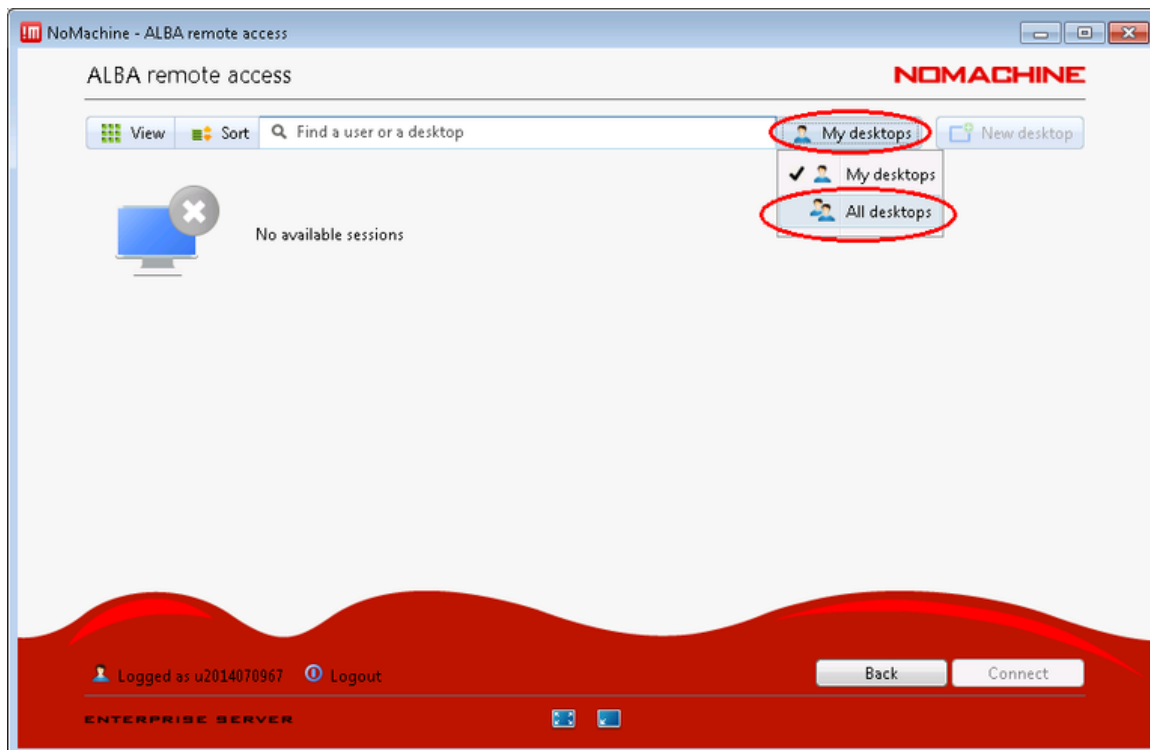 NoMachine - ALBA remote access
ALBA remote access
NOMACHINE
View Sort Find a user or a desktop My desktops New desktop
My desktops
All desktops
No available sessions
Logged as u2014070967 Logout Back Connect
ENTERPRISE SERVER